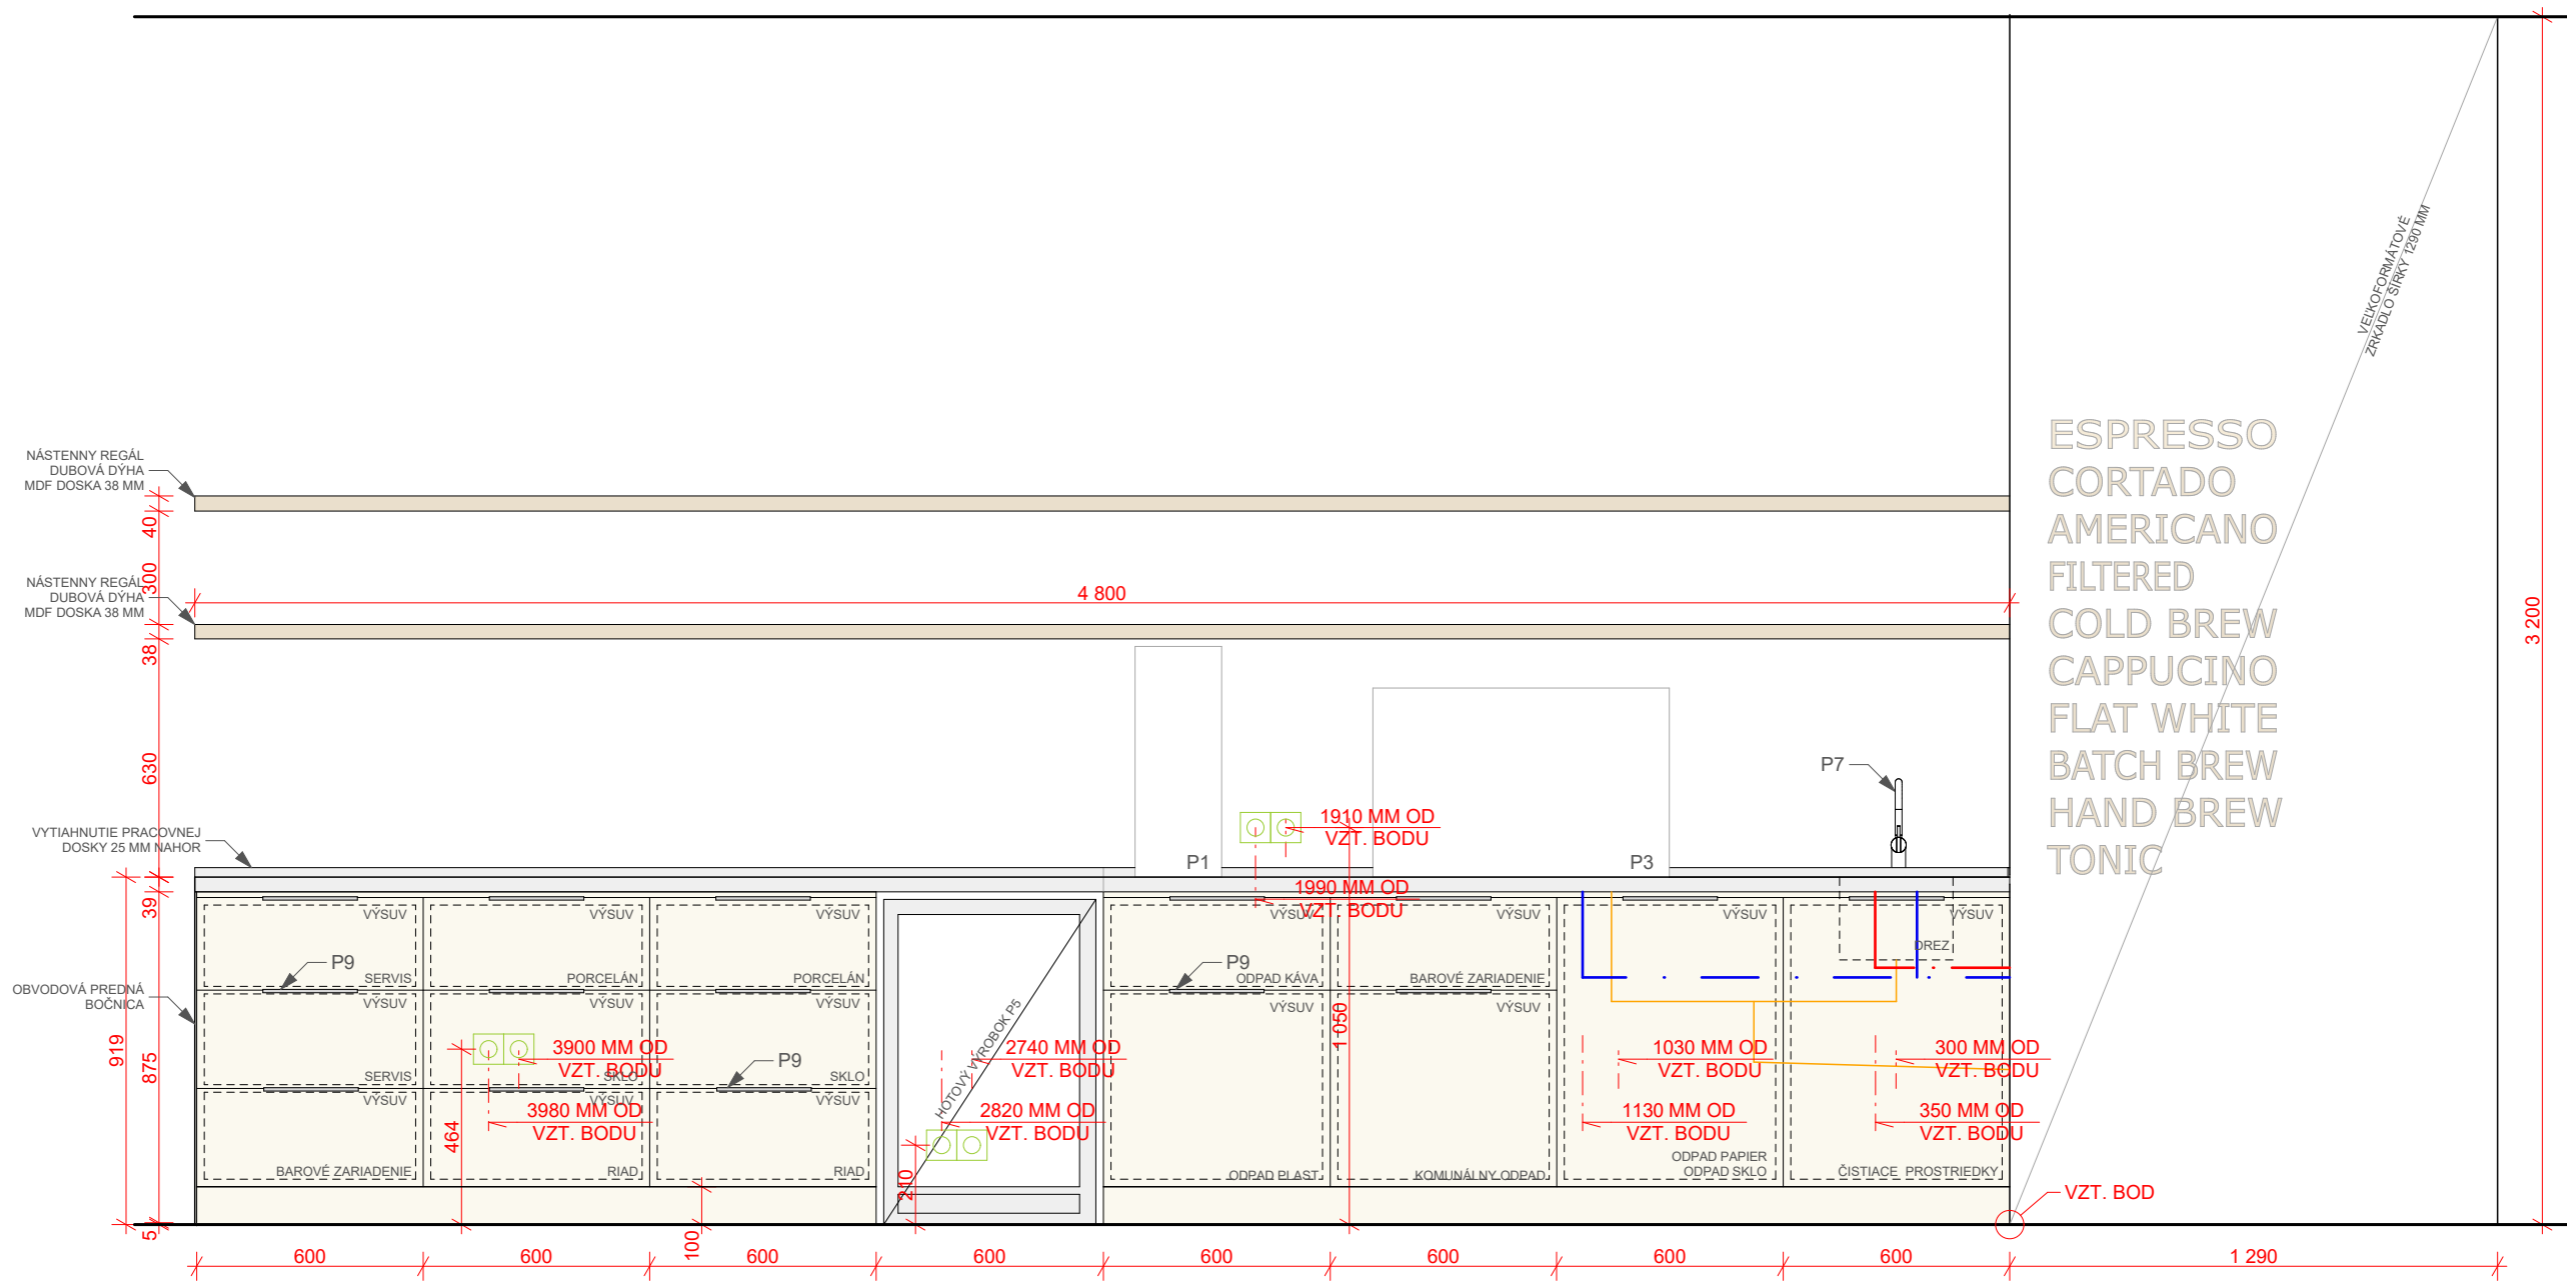 VEĽKOFORMÁTOVÉ
ZRKADLO ŠÍRKY 1290 MM
3 200
ESPRESSO
CORTADO
AMERICANO
FILTERED
COLD BREW
CAPPUCINO
FLAT WHITE
BATCH BREW
HAND BREW
TONIC
NÁSTENNY REGÁL
DUBOVÁ DÝHA
MDF DOSKA 38 MM
40
300
NÁSTENNY REGÁL
DUBOVÁ DÝHA
MDF DOSKA 38 MM
4 800
38
630
P7
1910 MM OD
VZT. BODU
VYTIAHNUTIE PRACOVNEJ
DOSKY 25 MM NAHOR
P1
P3
1990 MM OD
VZT. BODU
39
VÝSUV
VÝSUV
VÝSUV
VÝSUV
VÝSUV
VÝSUV
VÝSUV
DREZ
P9
P9
SERVIS
PORCELÁN
PORCELÁN
ODPAD KÁVA
BAROVÉ ZARIADENIE
OBVODOVÁ PREDNÁ
BOČNICA
VÝSUV
VÝSUV
VÝSUV
VÝSUV
VÝSUV
HOTOVÝ VÝROBOK P5
1 050
919
875
3900 MM OD
VZT. BODU
P9
2740 MM OD
VZT. BODU
1030 MM OD
VZT. BODU
300 MM OD
VZT. BODU
SERVIS
SKLO
SKLO
VÝSUV
VÝSUV
VÝSUV
464
3980 MM OD
VZT. BODU
2820 MM OD
VZT. BODU
1130 MM OD
VZT. BODU
350 MM OD
VZT. BODU
BAROVÉ ZARIADENIE
RIAD
RIAD
210
ODPAD PLAST
KOMUNÁLNY ODPAD
ODPAD PAPIER
ODPAD SKLO
ČISTIACE PROSTRIEDKY
VZT. BOD
5
100
600
600
600
600
600
600
600
600
1 290